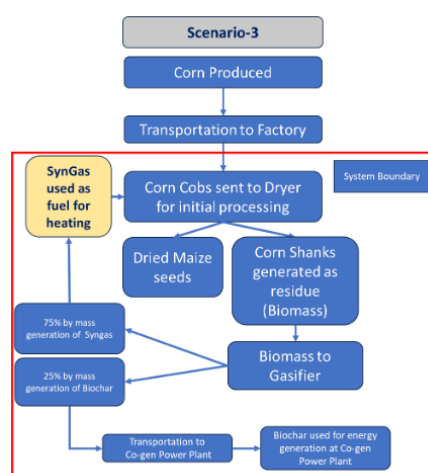 Scenario-3
Corn Produced
Transportation to Factory
System Boundary
SynGas
used as
fuel for
heating
Corn Cobs sent to Dryer
for initial processing
Dried Maize
seeds
Corn Shanks
generated as
residue
(Biomass)
75% by mass
generation of Syngas
Biomass to
Gasifier
25% by mass
generation of Biochar
Transportation to
Co-gen Power Plant
Biochar used for energy
generation at Co-gen
Power Plant